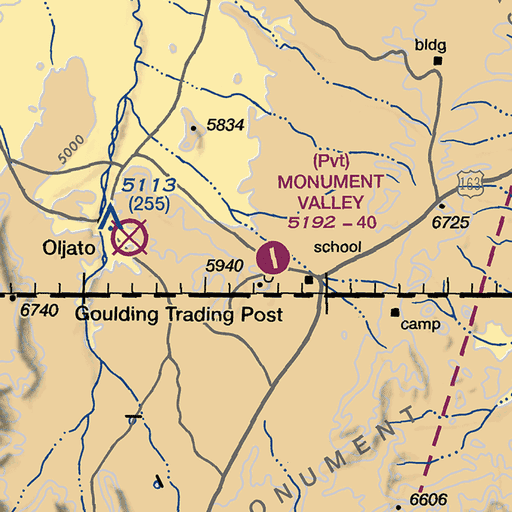 bldg
5834
5000
(Pvt)
MONUMENT
VALLEY
5192 - 40
163
5113
(255)
6725
Oljato
school
5940
6740
Goulding Trading Post
camp
MONUMENT
6606